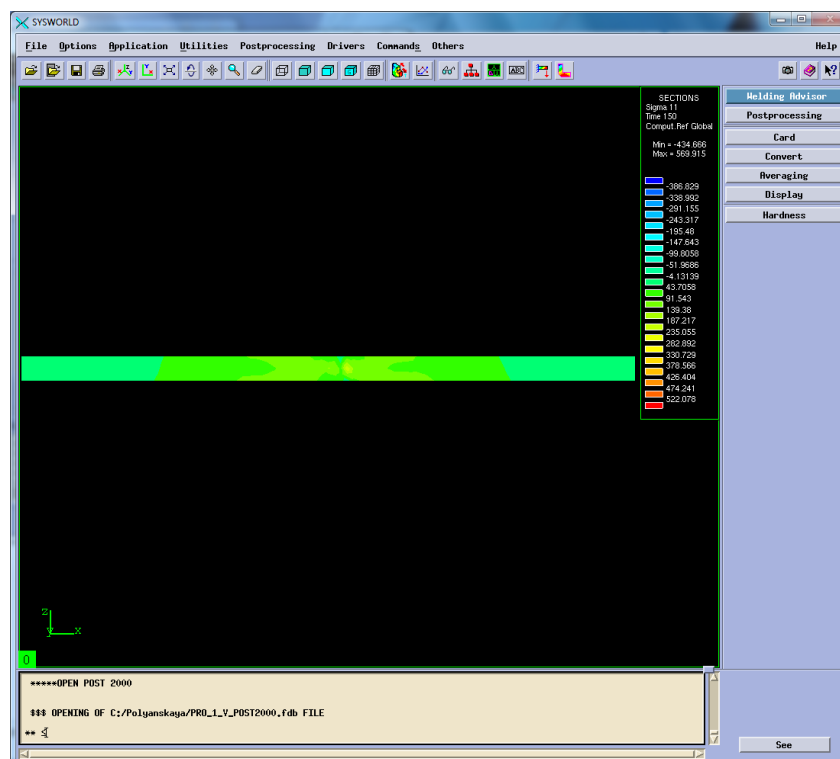 SYSWORLD
File Options Application Utilities Postprocessing Drivers Commands Others Help
SECTIONS
Sigma 11
Time 150
Comput.Ref Global
Min = -434.666
Max = 569.915
-386.829
-338.992
-291.155
-243.317
-195.48
-147.643
-99.8058
-51.9686
-4.13139
43.7058
91.543
139.38
187.217
235.055
282.892
330.729
378.566
426.404
474.241
522.078
Welding Advisor
Postprocessing
Card
Convert
Averaging
Display
Hardness
z
y x
0
*****OPEN POST 2000
$$$ OPENING OF C:/Polyanskaya/PRO_1_V_POST2000.fdb FILE
**
See